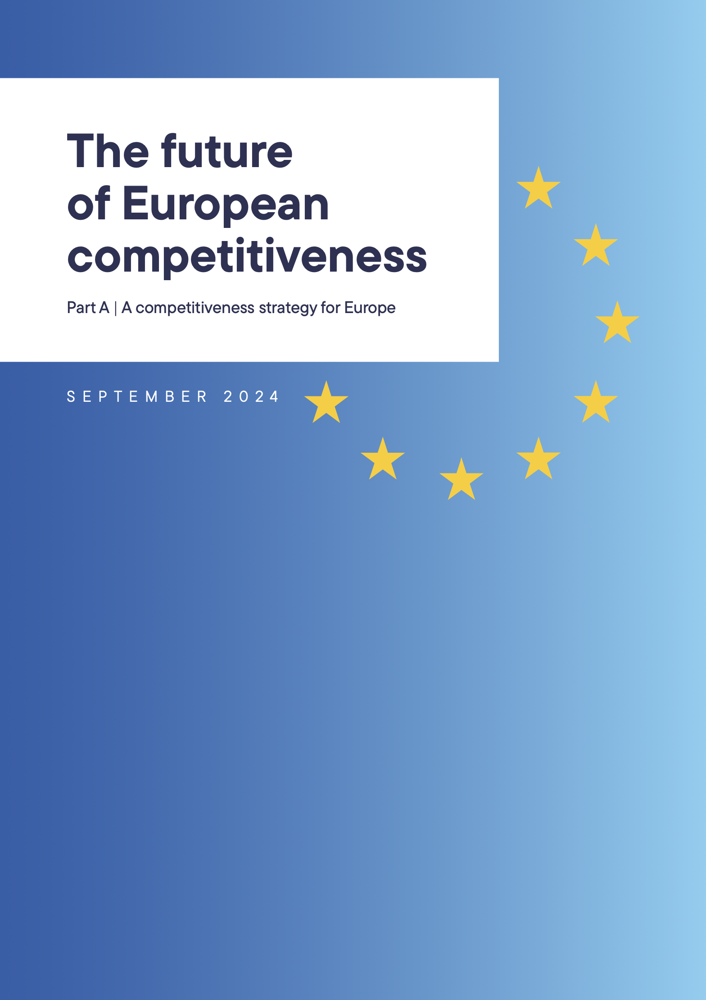 The future
of European
competitiveness
Part A | A competitiveness strategy for Europe
SEPTEMBER 2024